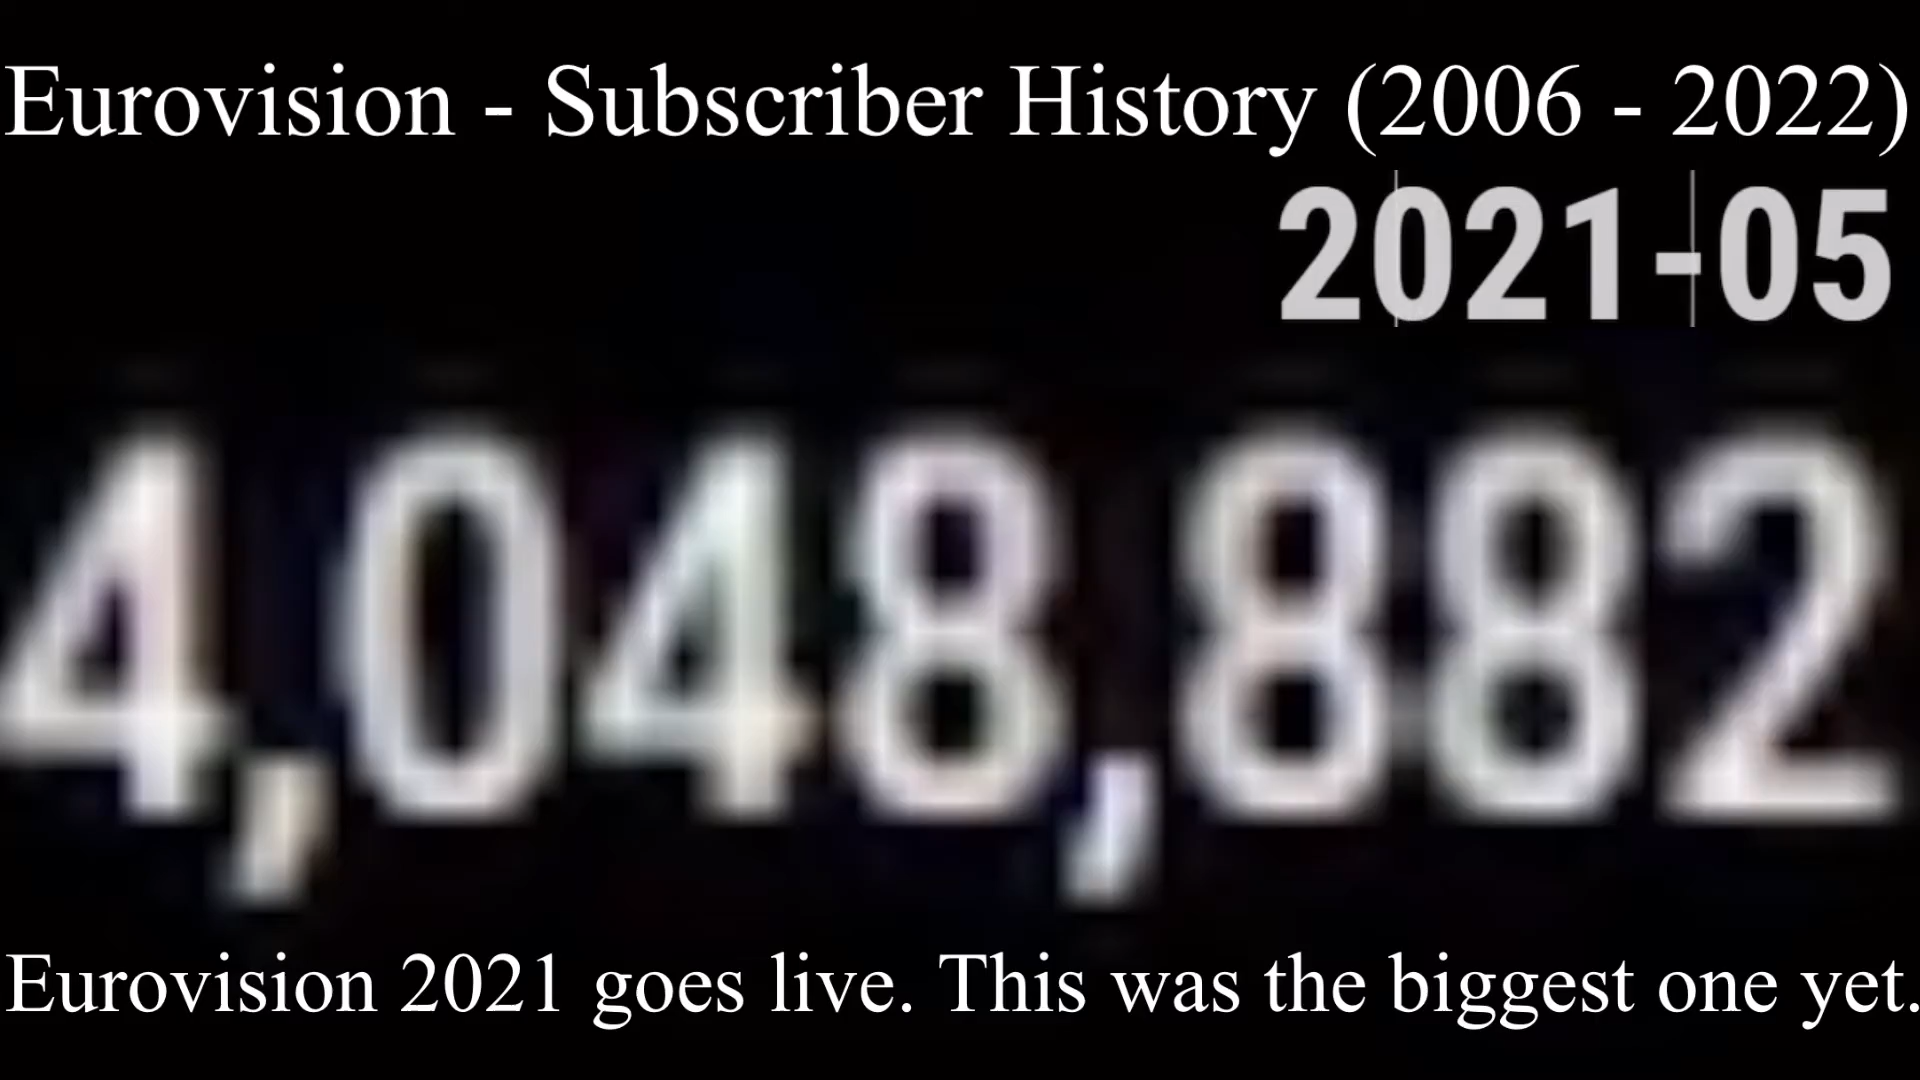 Eurovision - Subscriber History (2006 - 2022)
2021-05
4,048,882
Eurovision 2021 goes live. This was the biggest one yet.